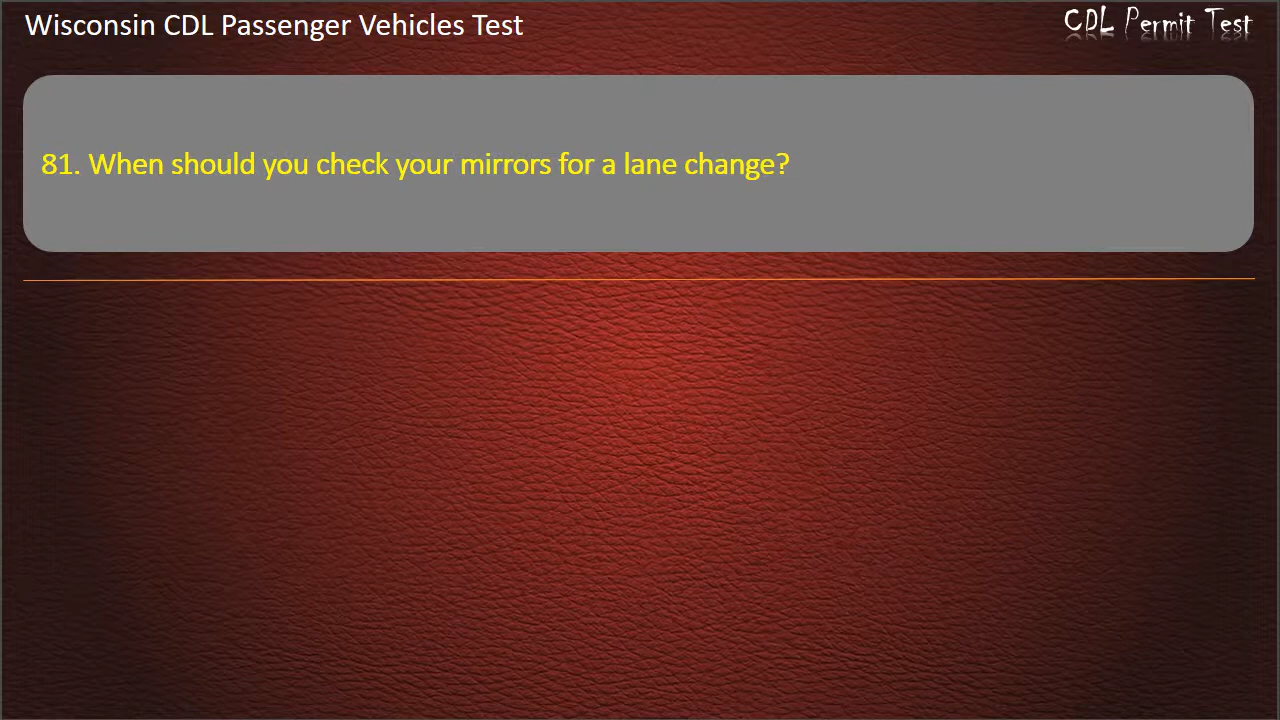 Wisconsin CDL Passenger Vehicles Test
CDL Permit Test
81. When should you check your mirrors for a lane change?